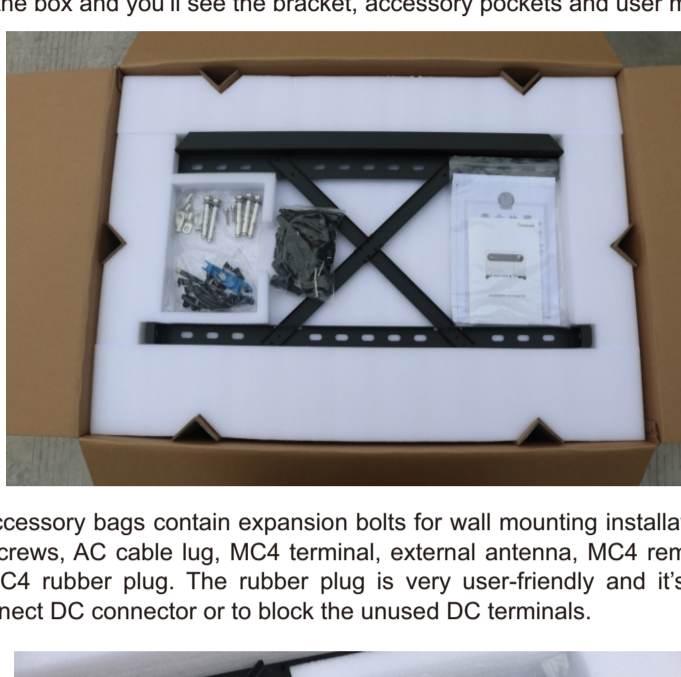 the box and you'll see the bracket, accessory pockets and user m
ccessory bags contain expansion bolts for wall mounting installa
crews, AC cable lug, MC4 terminal, external antenna, MC4 rem
C4 rubber plug. The rubber plug is very user-friendly and it's
nect DC connector or to block the unused DC terminals.